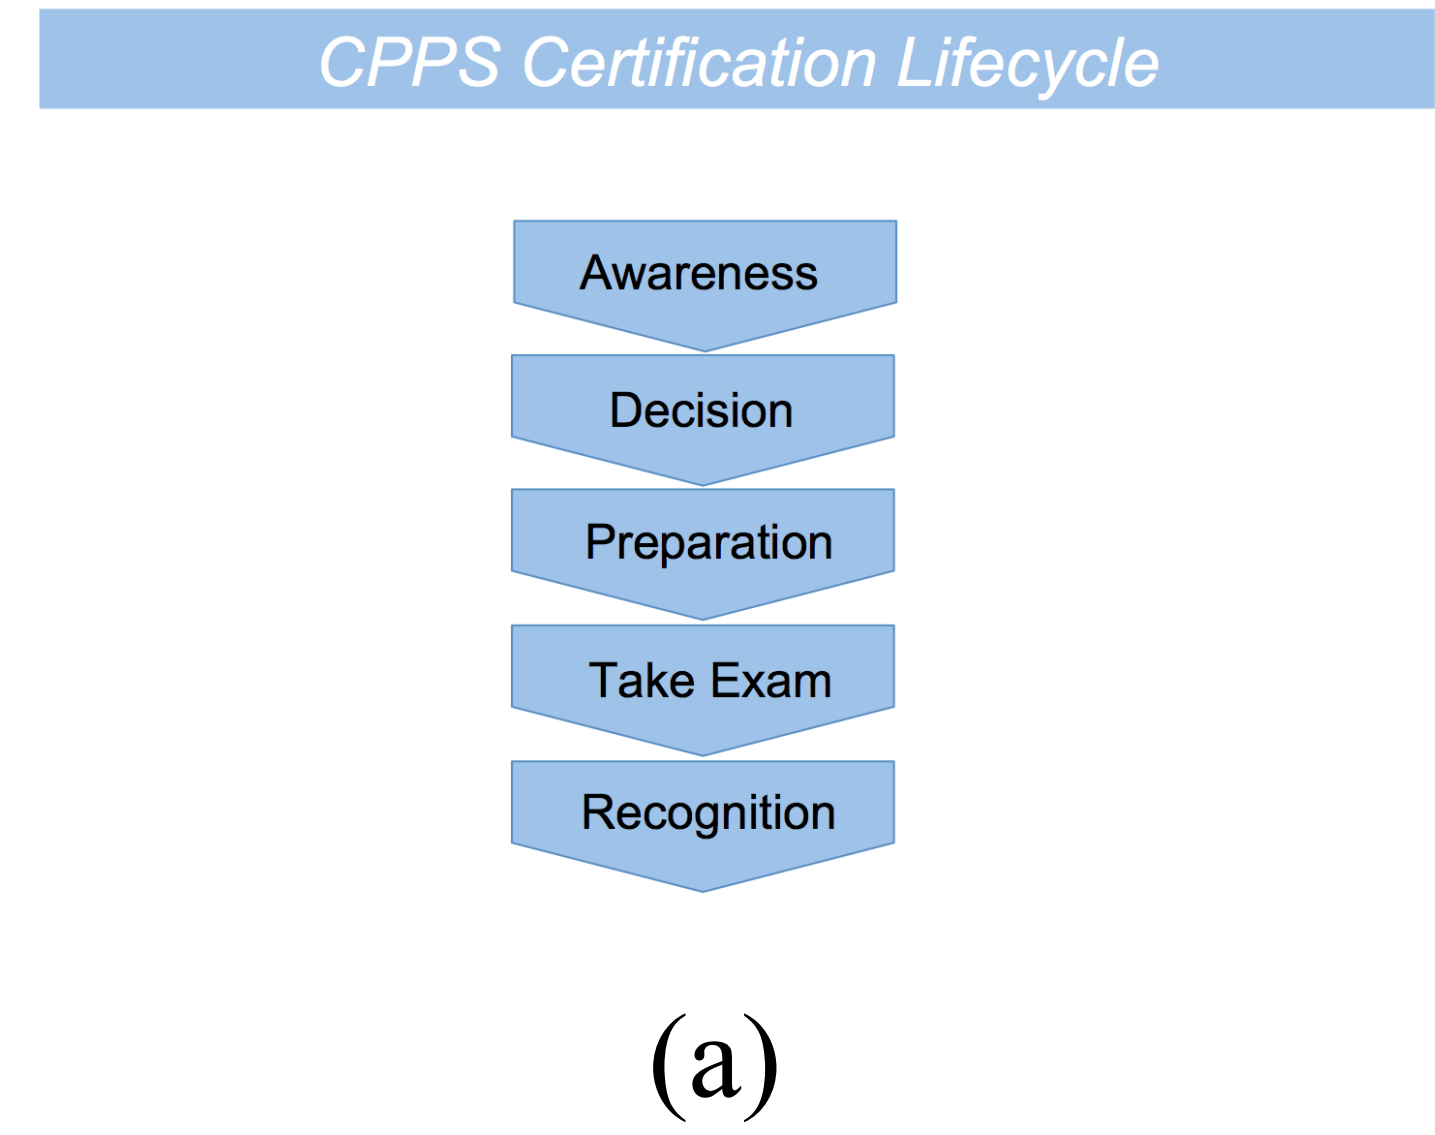 CPPS Certification Lifecycle
Awareness
Decision
Preparation
Take Exam
Recognition
(a)